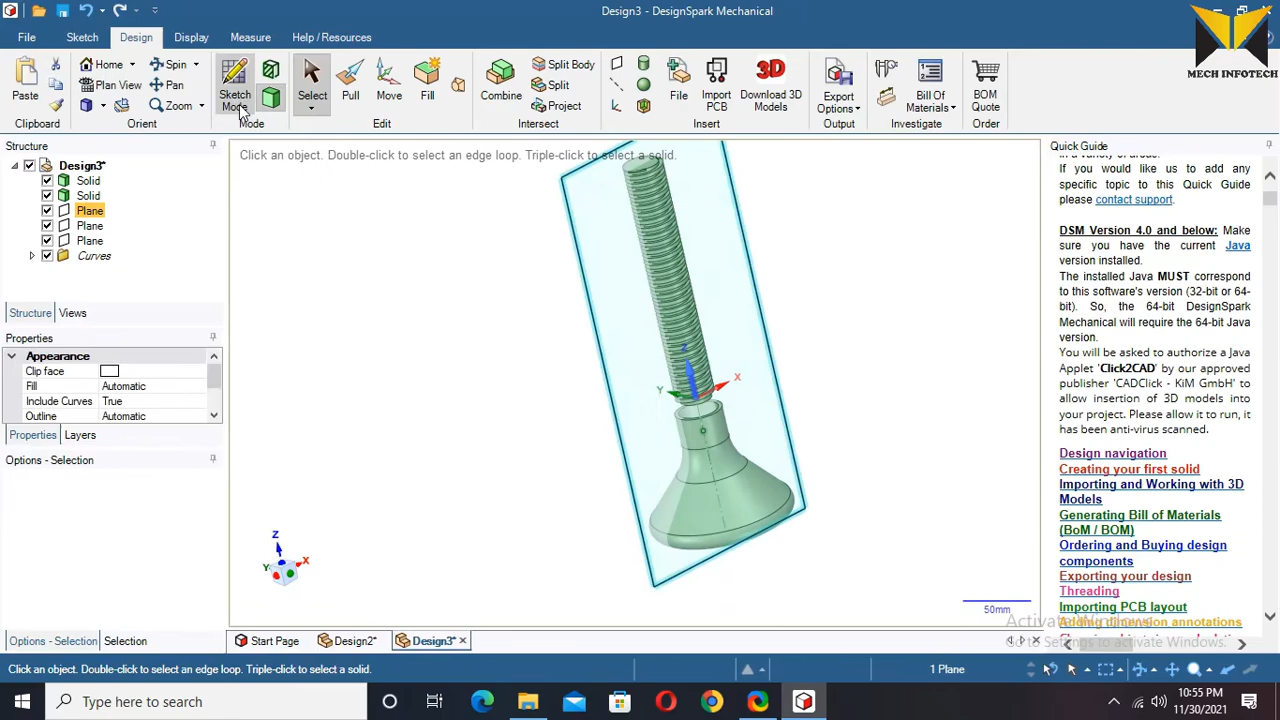 Design3* - DesignSpark Mechanical
File Sketch Design Display Measure Help / Resources
MECH INFOTECH
Paste
Home
Plan View
Spin
Pan
Zoom
Sketch Mode
Select
Pull
Move
Fill
Combine
Split Body
Split
Project
File
Import PCB
3D
Download 3D Models
Export Options
Bill Of Materials
BOM Quote
Clipboard Orient Mode Edit Intersect Insert Output Investigate Order
Structure
Design3*
Solid
Solid
Plane
Plane
Plane
Curves
Structure Views
Properties
Appearance
Clip face
Fill Automatic
Include Curves True
Outline Automatic
Properties Layers
Options - Selection
Options - Selection Selection
Click an object. Double-click to select an edge loop. Triple-click to select a solid.
Z
X
Y
Z
X
Y
50mm
Start Page Design2* Design3*
Quick Guide
If you would like us to add
any specific topic to this Quick Guide
please contact support.
DSM Version 4.0 and below: Make
sure you have the current Java
version installed.
The installed Java MUST correspond
to this software's version (32-bit or 64-
bit). So, the 64-bit DesignSpark
Mechanical will require the 64-bit Java
version.
You will be asked to authorize a Java
Applet 'Click2CAD' by our approved
publisher 'CADClick - KiM GmbH' to
allow insertion of 3D models into
your project. Please allow it to run, it
has been anti-virus scanned.
Design navigation
Creating your first solid
Importing and Working with 3D
Models
Generating Bill of Materials
(BoM / BOM)
Ordering and Buying design
components
Exporting your design
Threading
Importing PCB layout
Adding dimension annotations
Activate Windows
Go to Settings to activate Windows.
Click an object. Double-click to select an edge loop. Triple-click to select a solid.
1 Plane
Type here to search
10:55 PM
11/30/2021